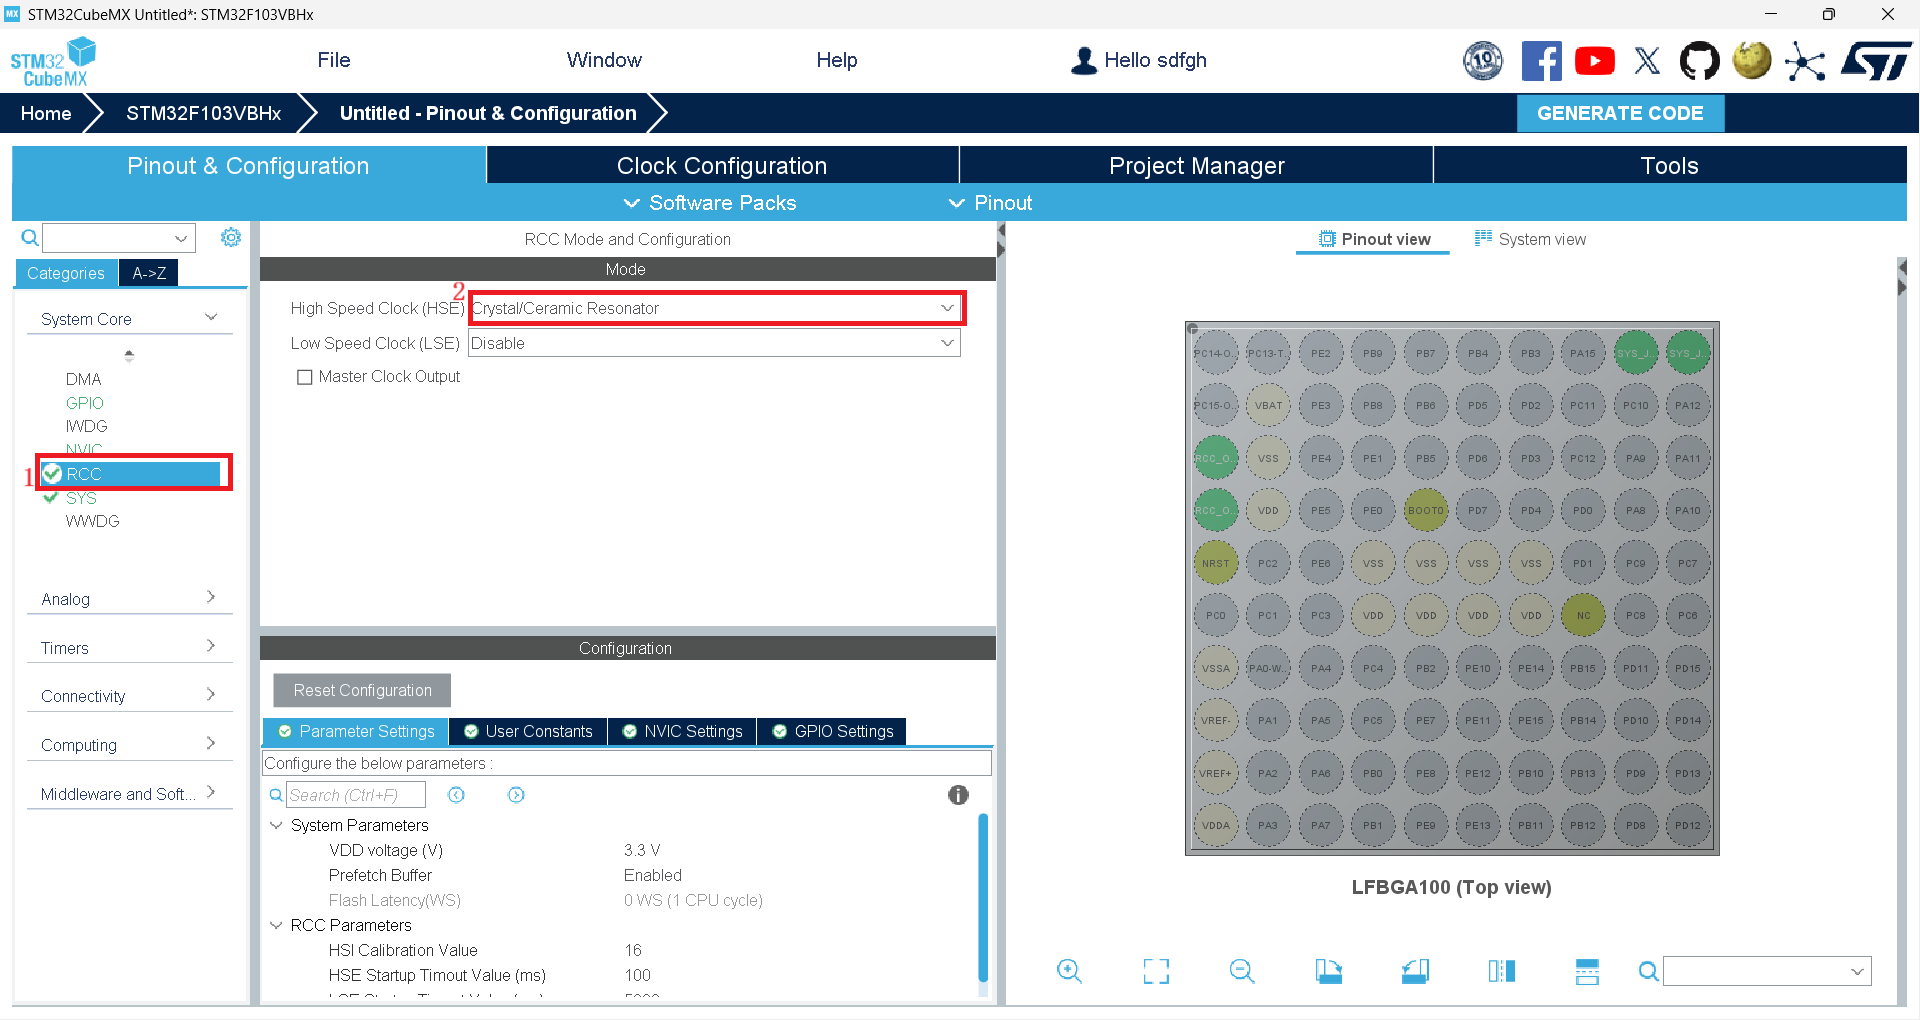 STM32CubeMX Untitled*: STM32F103VBHx
STM32 CubeMX
File Window Help Hello sdfgh
Home STM32F103VBHx Untitled - Pinout & Configuration GENERATE CODE
Pinout & Configuration Clock Configuration Project Manager Tools
Software Packs Pinout
Categories A->Z
System Core
DMA
GPIO
IWDG
NVIC
1 RCC
SYS
WWDG
Analog
Timers
Connectivity
Computing
Middleware and Soft...
RCC Mode and Configuration
Mode
2
High Speed Clock (HSE) Crystal/Ceramic Resonator
Low Speed Clock (LSE) Disable
Master Clock Output
Configuration
Reset Configuration
Parameter Settings User Constants NVIC Settings GPIO Settings
Configure the below parameters :
Search (Ctrl+F)
System Parameters
VDD voltage (V) 3.3 V
Prefetch Buffer Enabled
Flash Latency(WS) 0 WS (1 CPU cycle)
RCC Parameters
HSI Calibration Value 16
HSE Startup Timout Value (ms) 100
Pinout view System view
PC14-O.. PC13-T.. PE2 PB9 PB7 PB4 PB3 PA15 SYS_J.. SYS_J..
PC15-O.. VBAT PE3 PB8 PB6 PD5 PD2 PC11 PC10 PA12
RCC_O.. VSS PE4 PE1 PB5 PD6 PD3 PC12 PA9 PA11
RCC_O.. VDD PE5 PE0 BOOT0 PD7 PD4 PD0 PA8 PA10
NRST PC2 PE6 VSS VSS VSS VSS PD1 PC9 PC7
PC0 PC1 PC3 VDD VDD VDD VDD NC PC8 PC6
VSSA PA0-W.. PA4 PC4 PB2 PE10 PE14 PB15 PD11 PD15
VREF- PA1 PA5 PC5 PE7 PE11 PE15 PB14 PD10 PD14
VREF+ PA2 PA6 PB0 PE8 PE12 PB10 PB13 PD9 PD13
VDDA PA3 PA7 PB1 PE9 PE13 PB11 PB12 PD8 PD12
LFBGA100 (Top view)